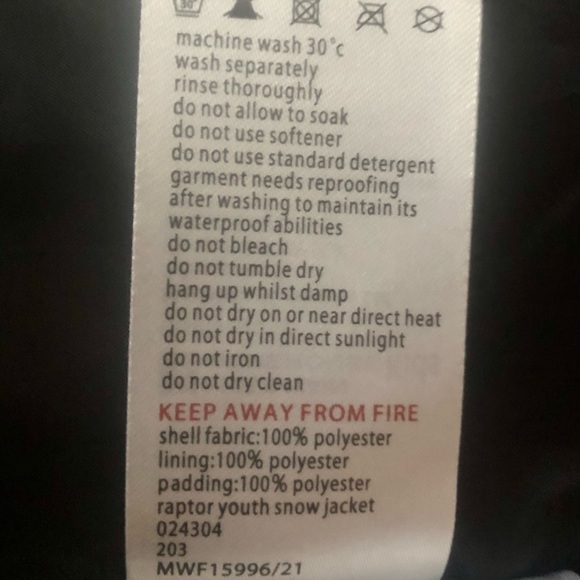 30°
machine wash 30°c
wash separately
rinse thoroughly
do not allow to soak
do not use softener
do not use standard detergent
garment needs reproofing
after washing to maintain its
waterproof abilities
do not bleach
do not tumble dry
hang up whilst damp
do not dry on or near direct heat
do not dry in direct sunlight
do not iron
do not dry clean
KEEP AWAY FROM FIRE
shell fabric:100% polyester
lining:100% polyester
padding:100% polyester
raptor youth snow jacket
024304
203
MWF15996/21